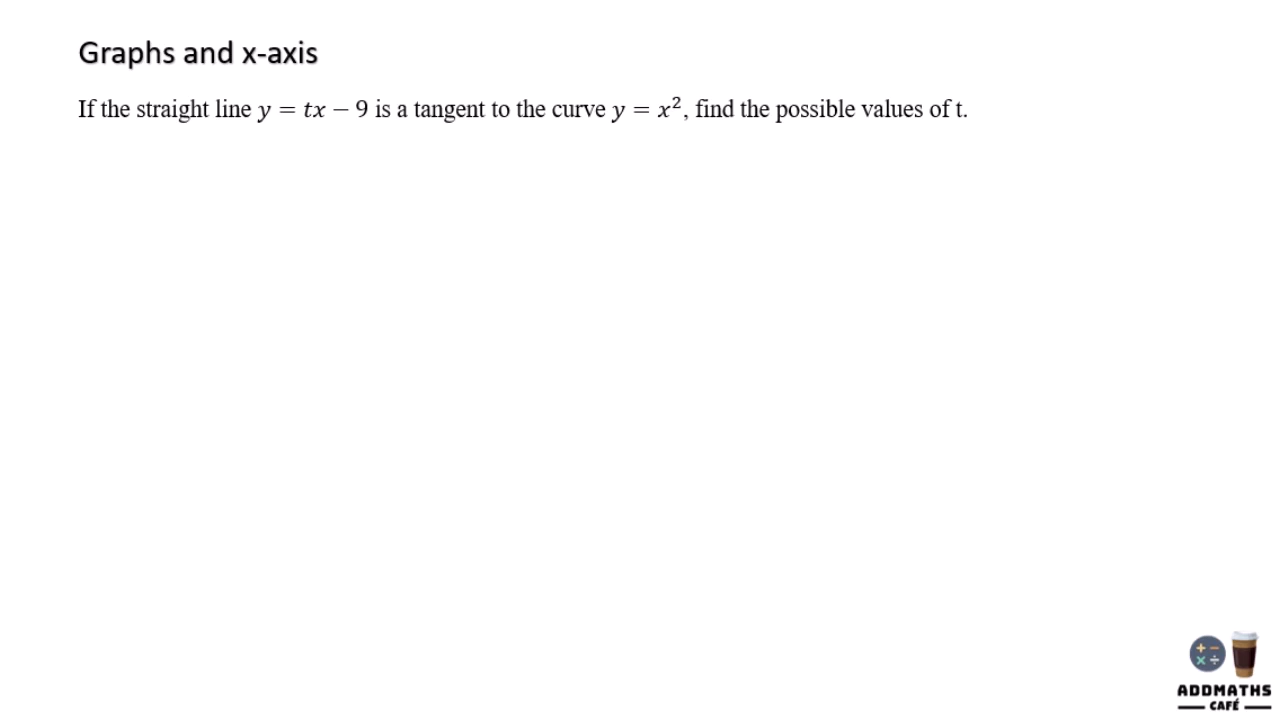 Graphs and x-axis
If the straight line y = tx − 9 is a tangent to the curve y = x², find the possible values of t.
+ −
× ÷
ADDMATHS
CAFÉ